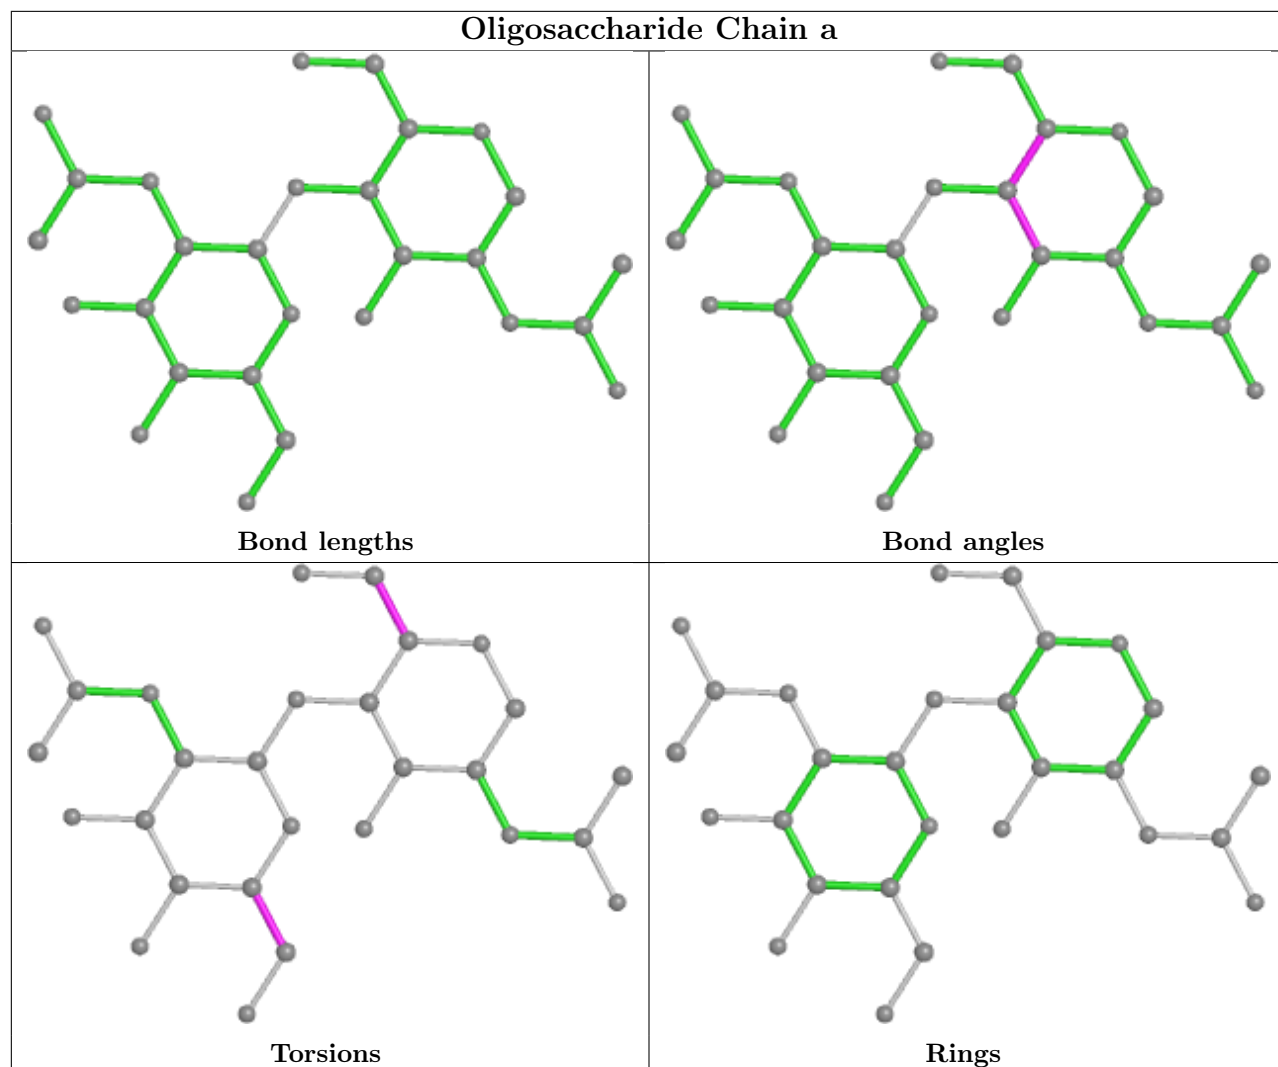 Oligosaccharide Chain a
Bond lengths
Bond angles
Torsions
Rings